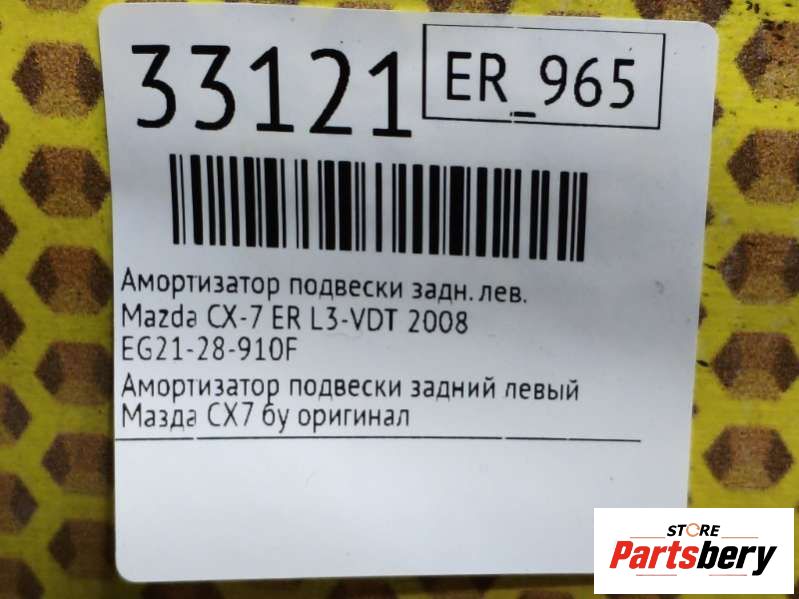 33121
ER_965
Амортизатор подвески задн. лев.
Mazda CX-7 ER L3-VDT 2008
EG21-28-910F
Амортизатор подвески задний левый
Мазда СХ7 бу оригинал
STORE
Partsbery